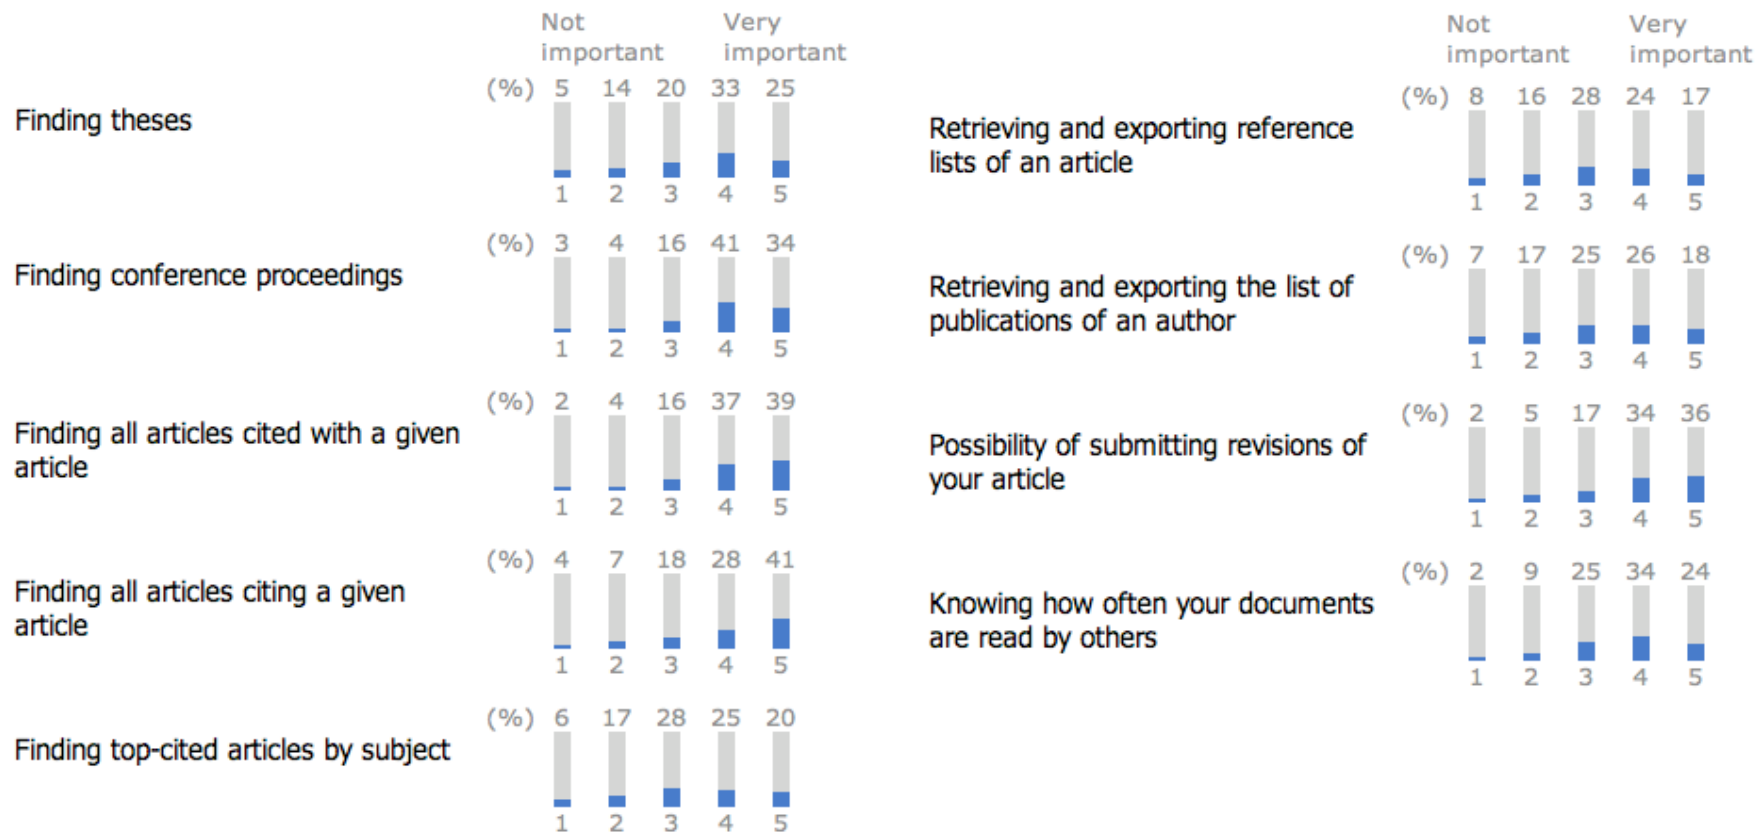 Not Very
important important
(%) 5 14 20 33 25
Finding theses
1 2 3 4 5
(%) 3 4 16 41 34
Finding conference proceedings
1 2 3 4 5
(%) 2 4 16 37 39
Finding all articles cited with a given
article
1 2 3 4 5
(%) 4 7 18 28 41
Finding all articles citing a given
article
1 2 3 4 5
(%) 6 17 28 25 20
Finding top-cited articles by subject
1 2 3 4 5
Not Very
important important
(%) 8 16 28 24 17
Retrieving and exporting reference
lists of an article
1 2 3 4 5
(%) 7 17 25 26 18
Retrieving and exporting the list of
publications of an author
1 2 3 4 5
(%) 2 5 17 34 36
Possibility of submitting revisions of
your article
1 2 3 4 5
(%) 2 9 25 34 24
Knowing how often your documents
are read by others
1 2 3 4 5